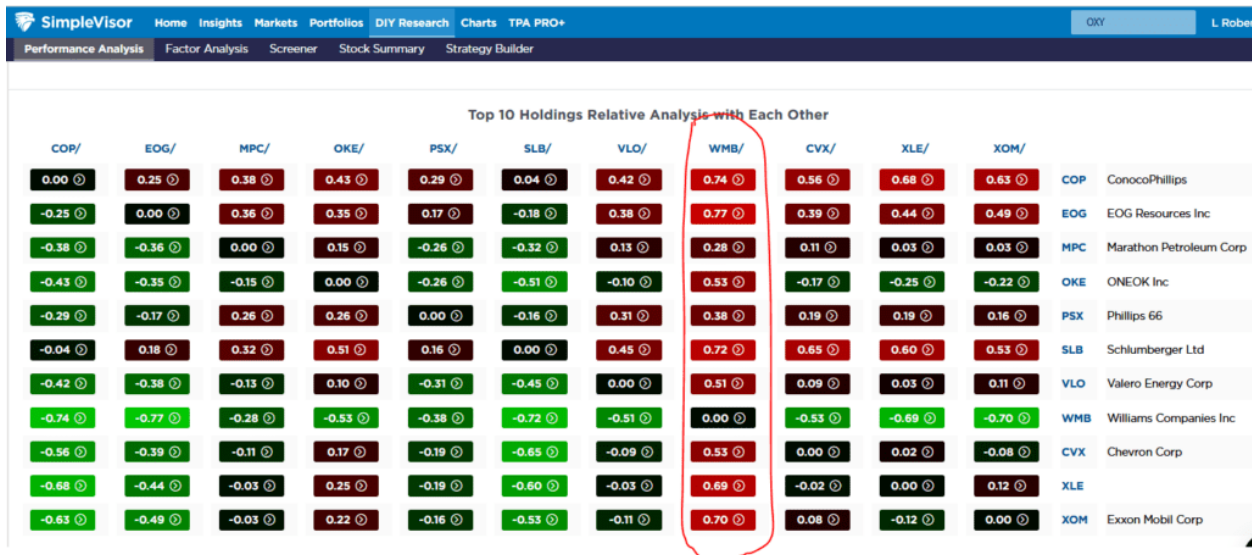 SimpleVisor Home Insights Markets Portfolios DIY Research Charts TPA PRO+ OXY L Rober
Performance Analysis Factor Analysis Screener Stock Summary Strategy Builder
Top 10 Holdings Relative Analysis with Each Other
COP/ EOG/ MPC/ OKE/ PSX/ SLB/ VLO/ WMB/ CVX/ XLE/ XOM/
0.00 0.25 0.38 0.43 0.29 0.04 0.42 0.74 0.56 0.68 0.63 COP ConocoPhillips
-0.25 0.00 0.36 0.35 0.17 -0.18 0.38 0.77 0.39 0.44 0.49 EOG EOG Resources Inc
-0.38 -0.36 0.00 0.15 -0.26 -0.32 0.13 0.28 0.11 0.03 0.03 MPC Marathon Petroleum Corp
-0.43 -0.35 -0.15 0.00 -0.26 -0.51 -0.10 0.53 -0.17 -0.25 -0.22 OKE ONEOK Inc
-0.29 -0.17 0.26 0.26 0.00 -0.16 0.31 0.38 0.19 0.19 0.16 PSX Phillips 66
-0.04 0.18 0.32 0.51 0.16 0.00 0.45 0.72 0.65 0.60 0.53 SLB Schlumberger Ltd
-0.42 -0.38 -0.13 0.10 -0.31 -0.45 0.00 0.51 0.09 0.03 0.11 VLO Valero Energy Corp
-0.74 -0.77 -0.28 -0.53 -0.38 -0.72 -0.51 0.00 -0.53 -0.69 -0.70 WMB Williams Companies Inc
-0.56 -0.39 -0.11 0.17 -0.19 -0.65 -0.09 0.53 0.00 0.02 -0.08 CVX Chevron Corp
-0.68 -0.44 -0.03 0.25 -0.19 -0.60 -0.03 0.69 -0.02 0.00 0.12 XLE
-0.63 -0.49 -0.03 0.22 -0.16 -0.53 -0.11 0.70 0.08 -0.12 0.00 XOM Exxon Mobil Corp